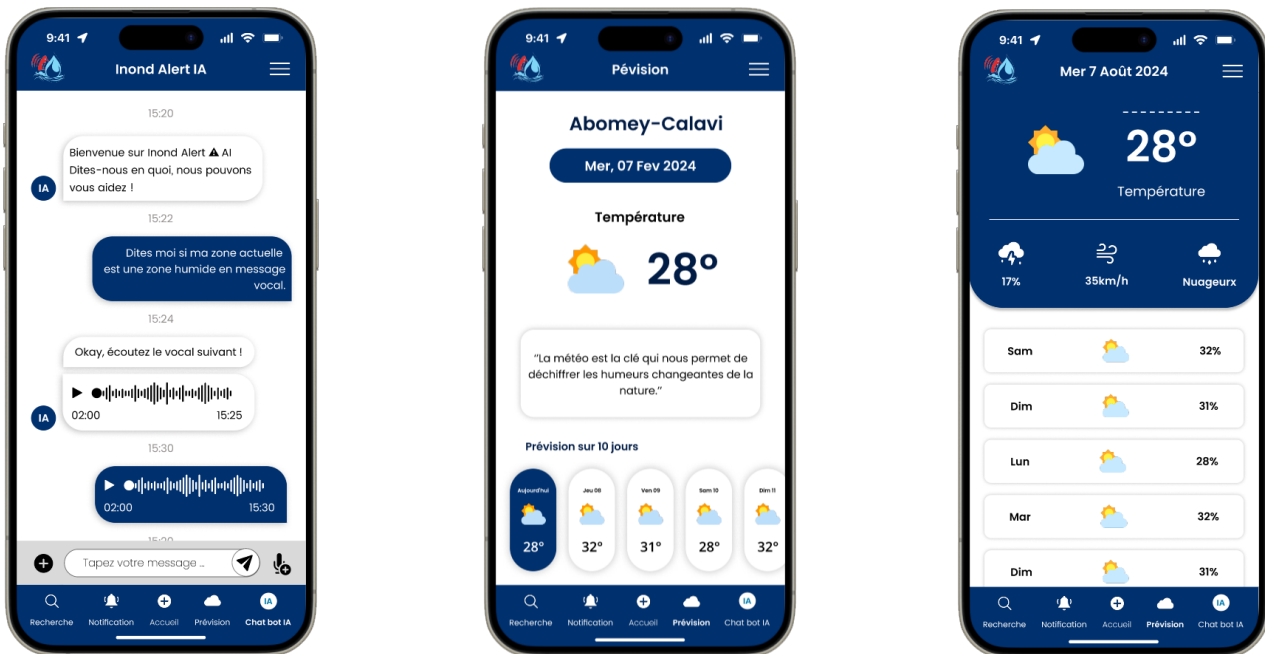 9:41
Inond Alert IA
15:20
Bienvenue sur Inond Alert AI
Dites-nous en quoi, nous pouvons
vous aidez !
IA
15:22
Dites moi si ma zone actuelle
est une zone humide en message
vocal.
15:24
Okay, écoutez le vocal suivant !
02:00 15:25
IA
15:30
02:00 15:30
Tapez votre message ..
Recherche Notification Accueil Prévision IA Chat bot IA
9:41
Pévision
Abomey-Calavi
Mer, 07 Fev 2024
Température
28°
"La météo est la clé qui nous permet de
déchiffrer les humeurs changeantes de la
nature."
Prévision sur 10 jours
Aujourd'hui Jeu 08 Ven 09 Sam 10 Dim 11
28° 32° 31° 28° 32°
IA
Recherche Notification Accueil Prévision Chat bot IA
9:41
Mer 7 Août 2024
28°
Température
17% 35km/h Nuageurx
Sam 32%
Dim 31%
Lun 28%
Mar 32%
Dim 31%
IA
Recherche Notification Accueil Prévision Chat bot IA